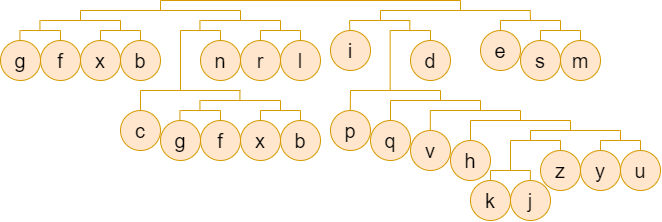 g f x b n r l i d e s m
c g f x b p q v h z y u
k j